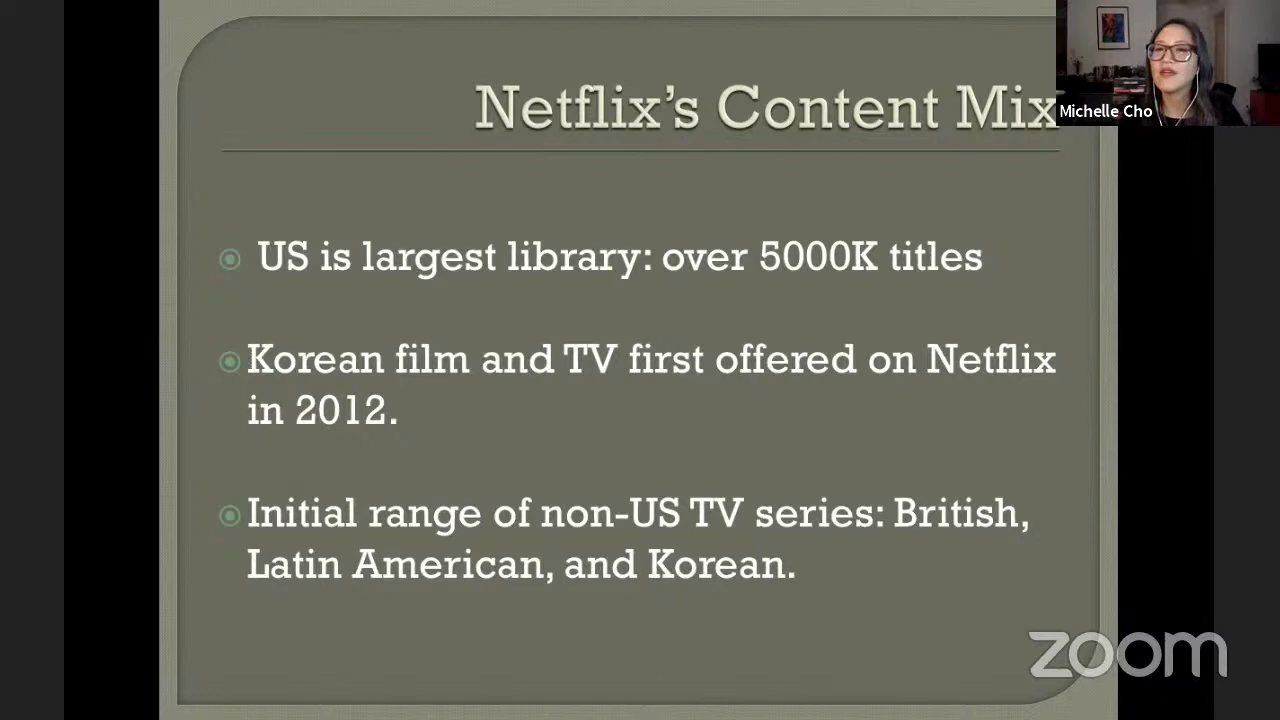 Netflix's Content Mix
Michelle Cho
US is largest library: over 5000K titles
Korean film and TV first offered on Netflix
in 2012.
Initial range of non-US TV series: British,
Latin American, and Korean.
zoom